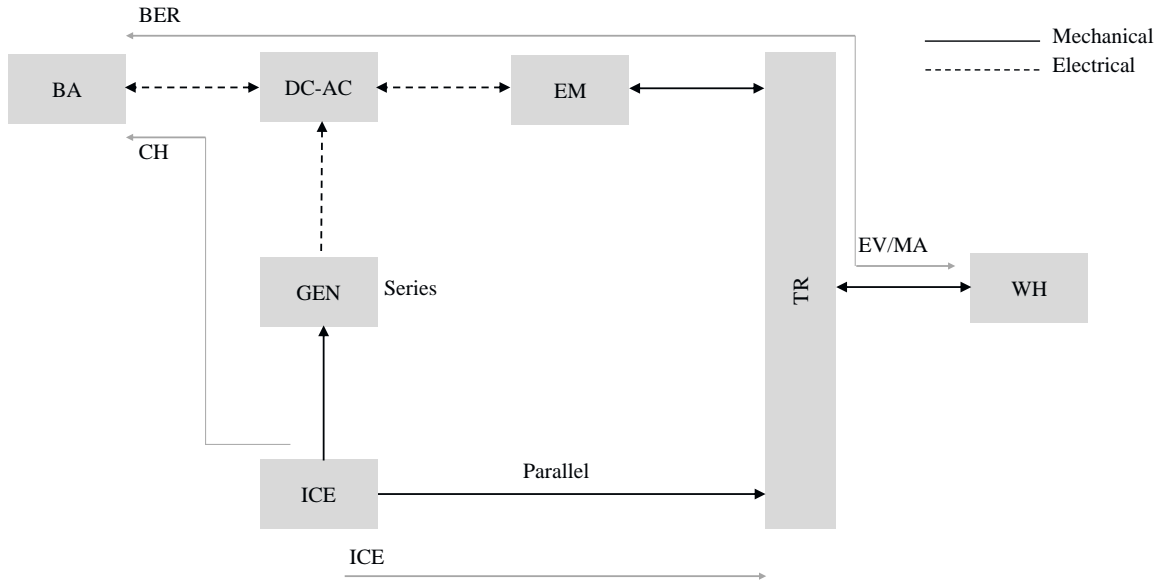 BER
Mechanical
Electrical
BA
DC-AC
EM
CH
EV/MA
GEN
Series
TR
WH
Parallel
ICE
ICE